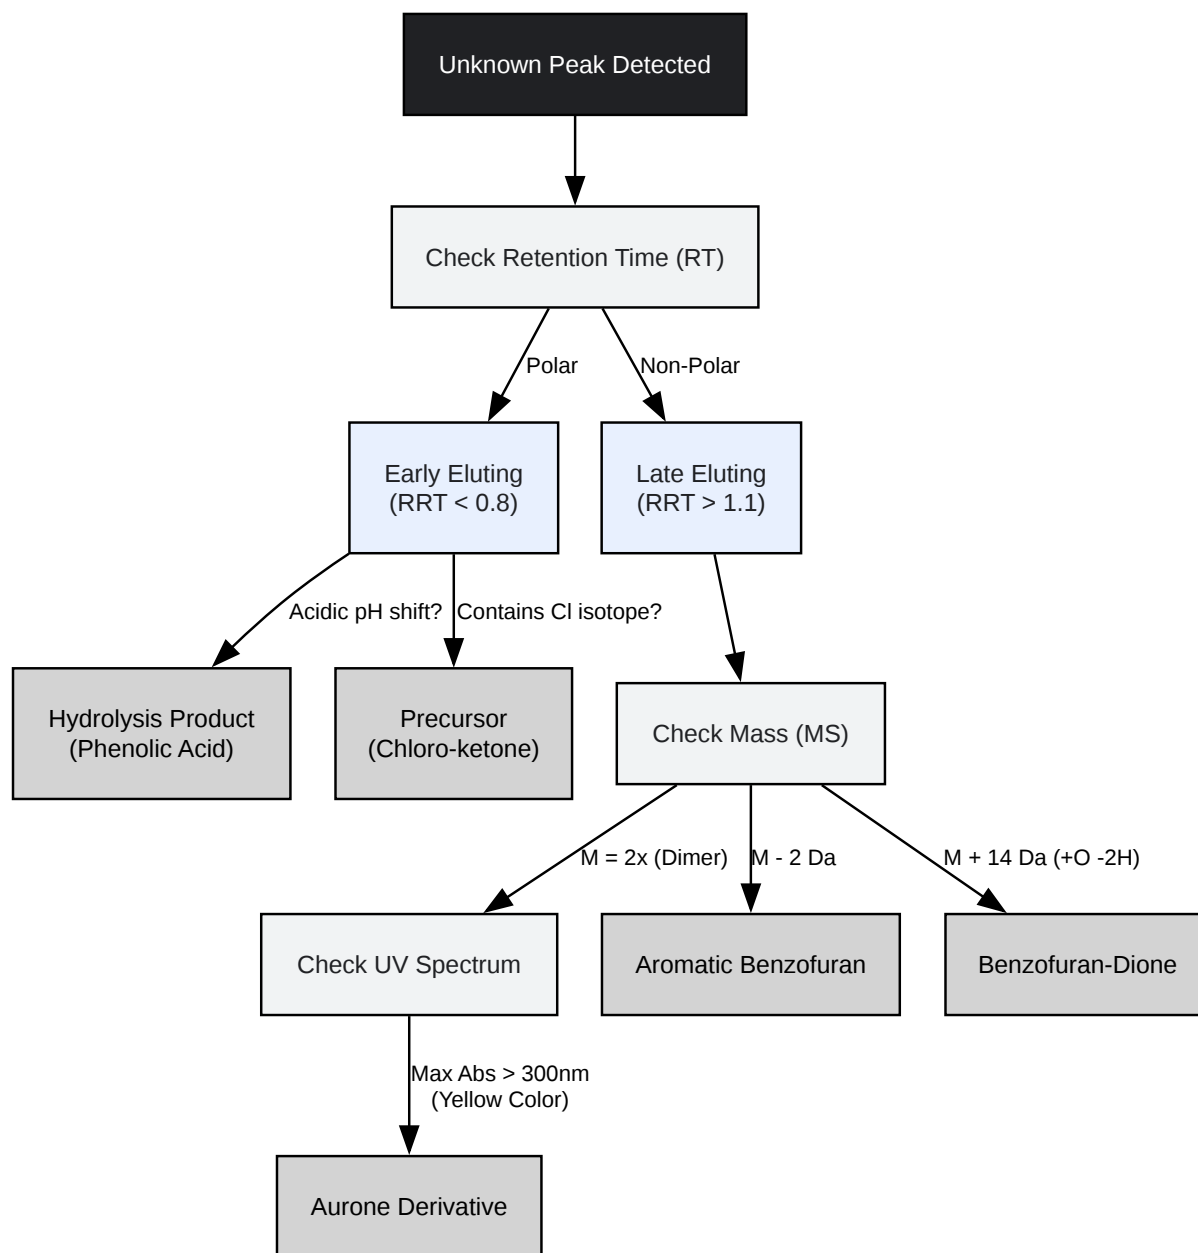 Unknown Peak Detected
Check Retention Time (RT)
Polar
Non-Polar
Early Eluting
(RRT < 0.8)
Late Eluting
(RRT > 1.1)
Acidic pH shift?
Contains Cl isotope?
Hydrolysis Product
(Phenolic Acid)
Precursor
(Chloro-ketone)
Check Mass (MS)
M = 2x (Dimer)
M - 2 Da
M + 14 Da (+O -2H)
Check UV Spectrum
Aromatic Benzofuran
Benzofuran-Dione
Max Abs > 300nm
(Yellow Color)
Aurone Derivative